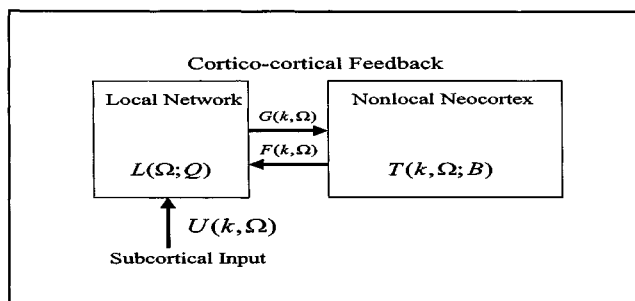 Cortico-cortical Feedback
Local Network
Nonlocal Neocortex
G(k,Ω)
F(k,Ω)
L(Ω;Q)
T(k,Ω;B)
U(k,Ω)
Subcortical Input